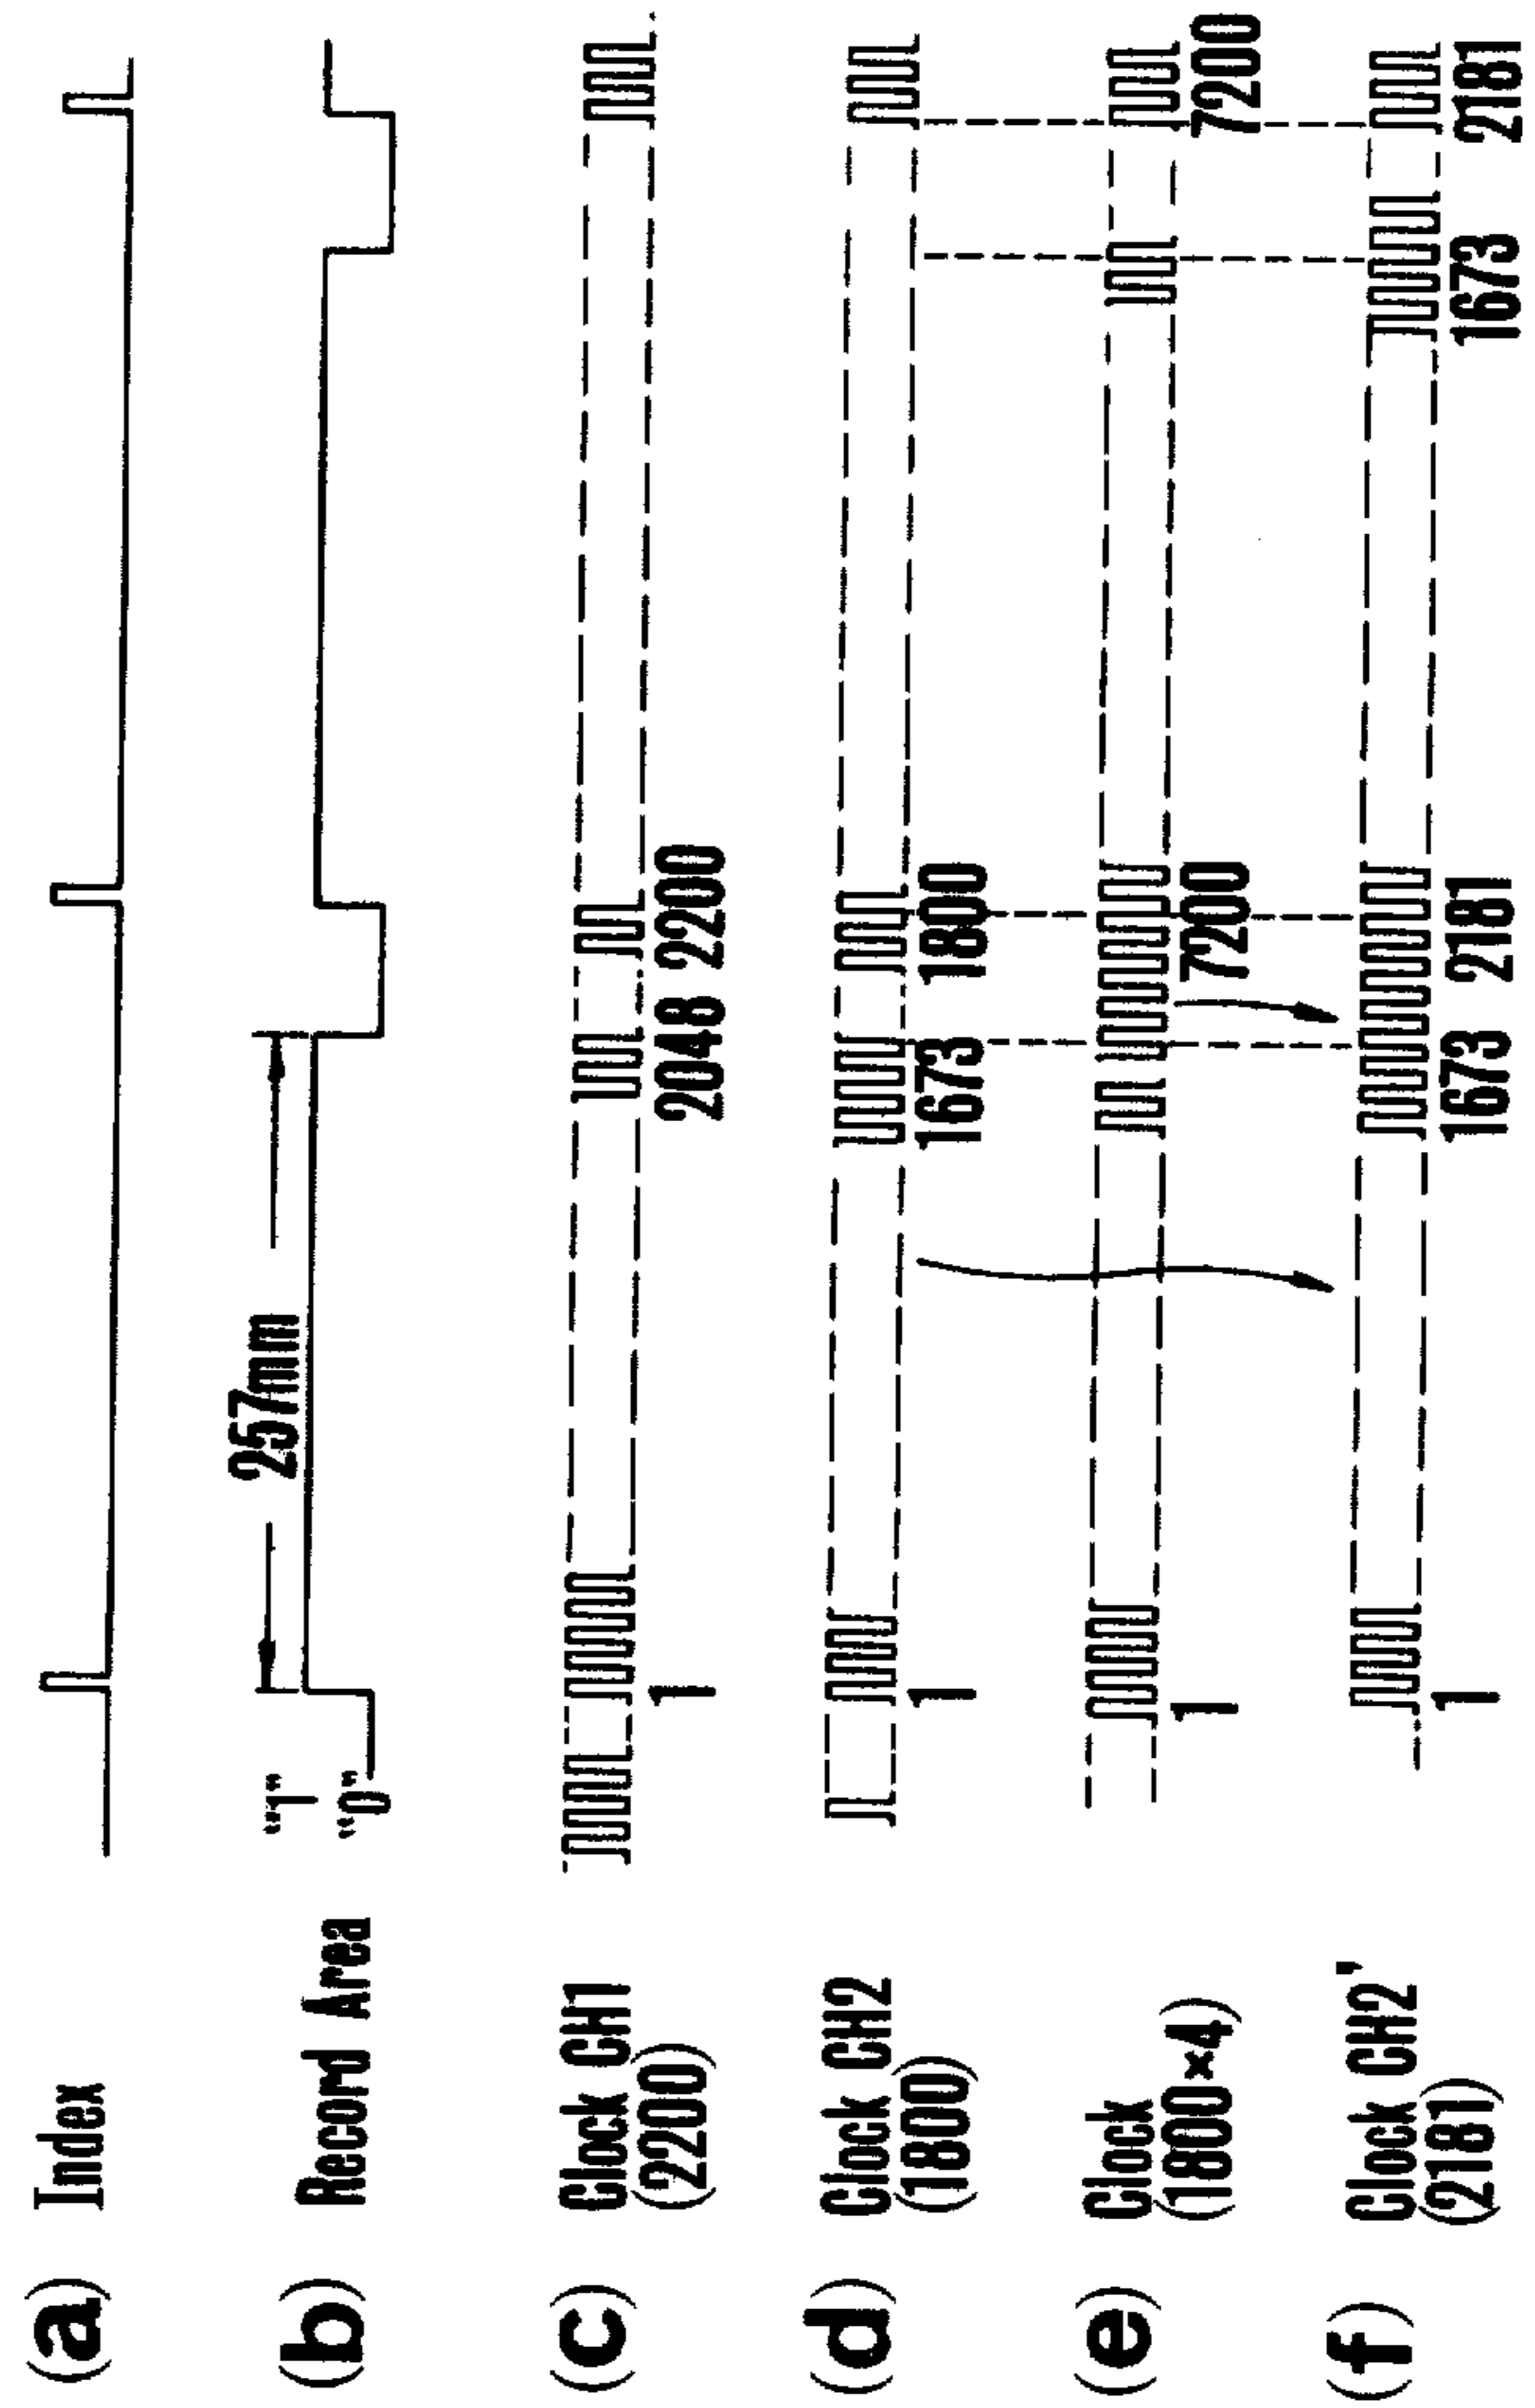 (a) Index
(b) Record Area
"1"
"0"
257mm
(c) Clock CH1
(2200)
1 2048 2200
(d) Clock CH2
(1800)
1 1673 1800
(e) Clock
(1800×4)
1 7200 7200
(f) Clock CH2'
(2181)
1 1673 2181 1673 2181